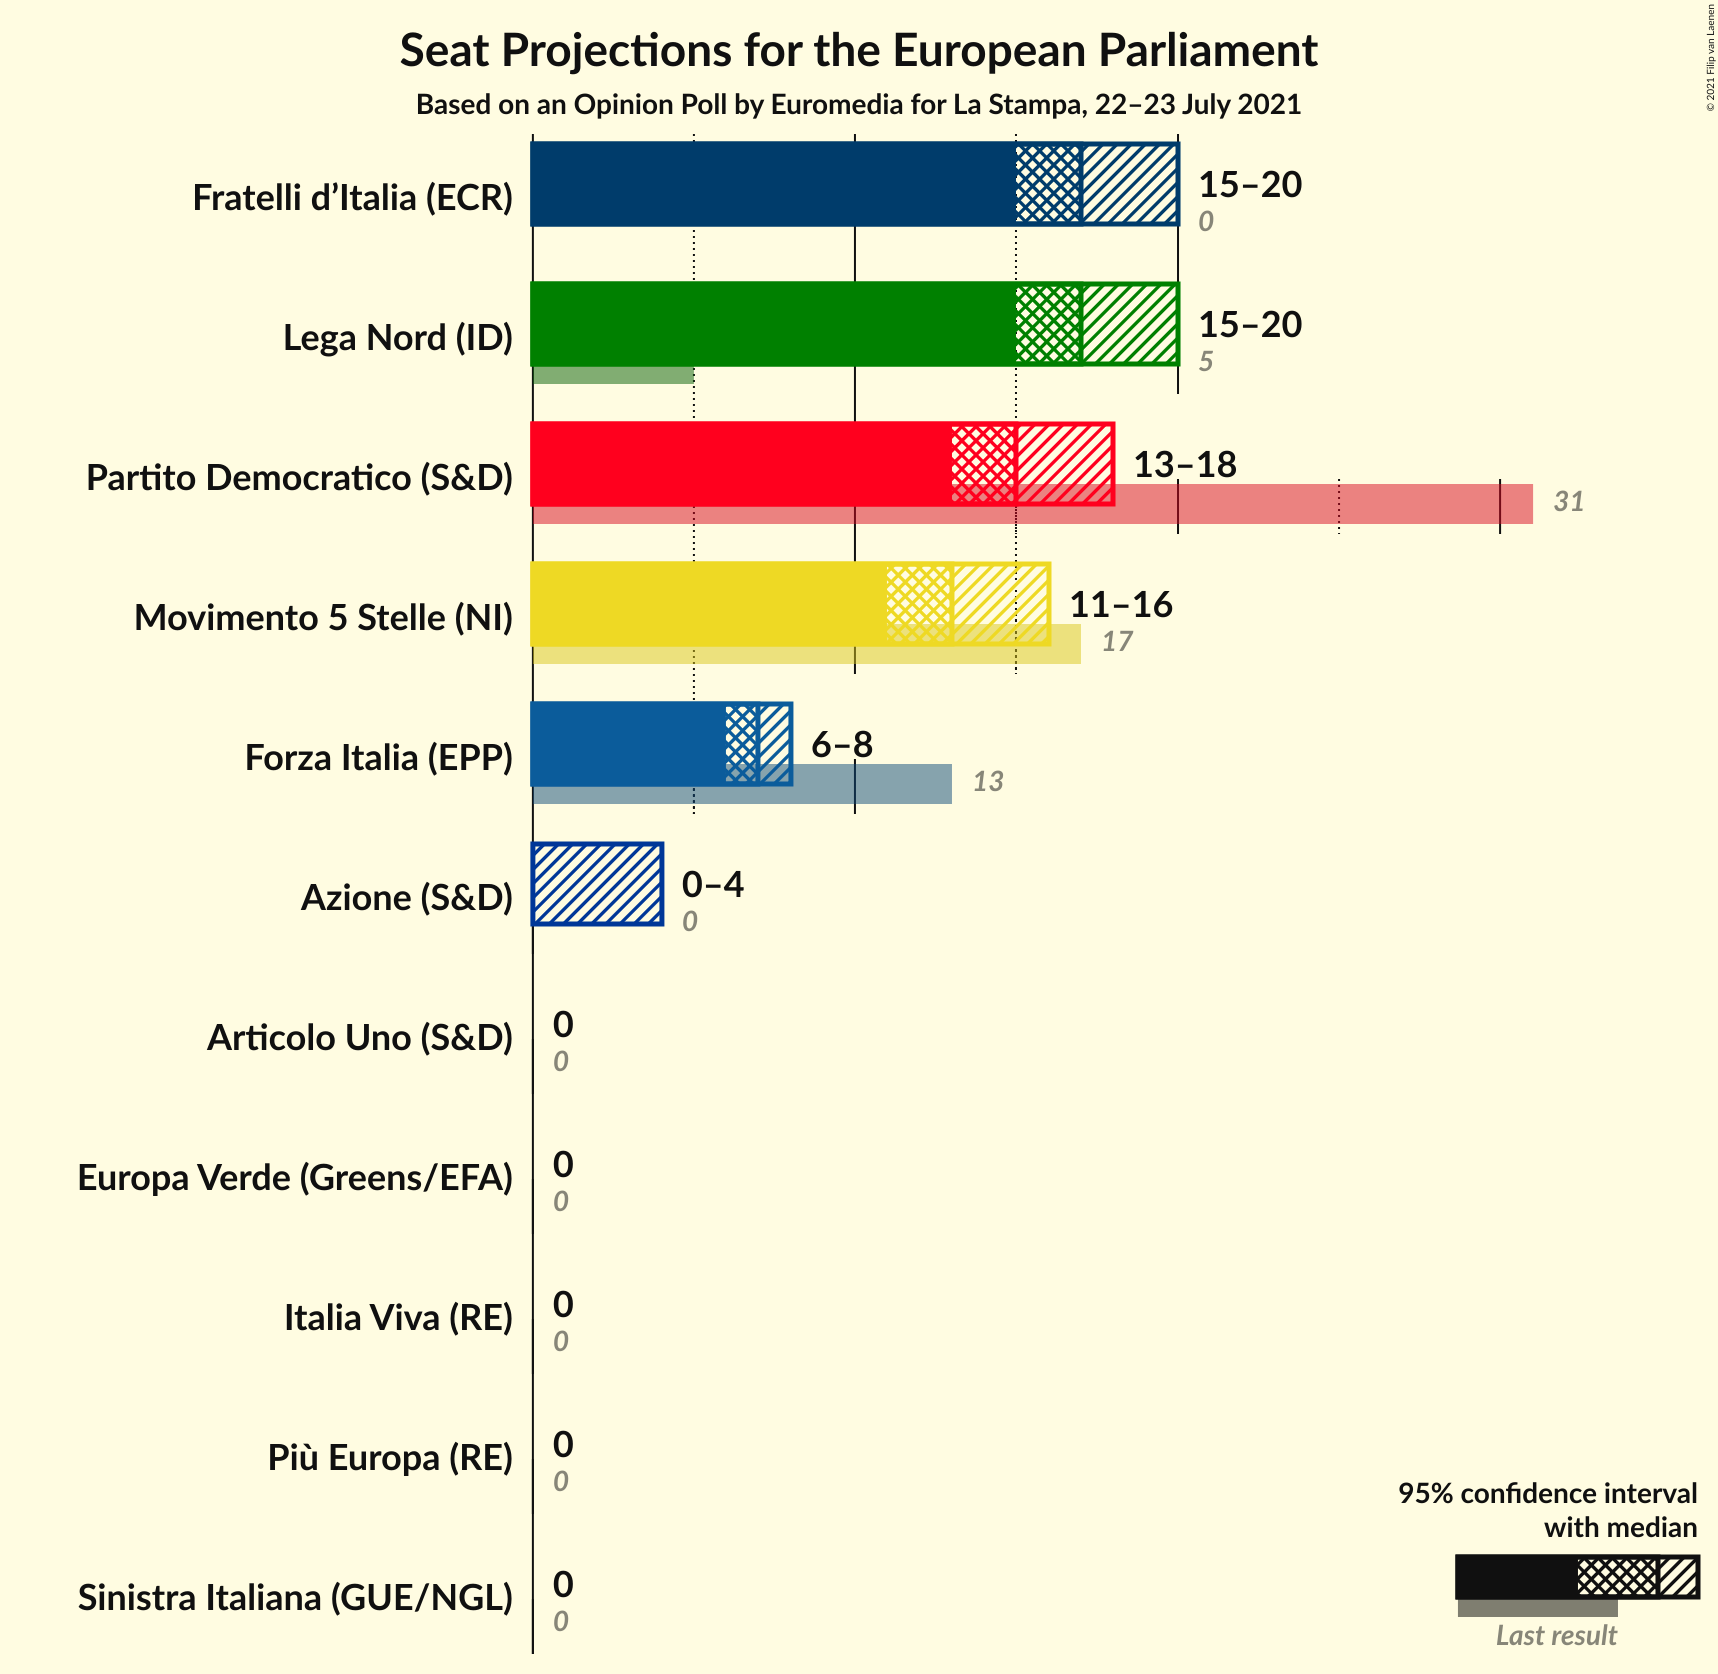 Seat Projections for the European Parliament
Based on an Opinion Poll by Euromedia for La Stampa, 22–23 July 2021
© 2021 Filip van Laenen
Fratelli d’Italia (ECR)
15–20
0
Lega Nord (ID)
15–20
5
Partito Democratico (S&D)
13–18
31
Movimento 5 Stelle (NI)
11–16
17
Forza Italia (EPP)
6–8
13
Azione (S&D)
0–4
0
Articolo Uno (S&D)
0
0
Europa Verde (Greens/EFA)
0
0
Italia Viva (RE)
0
0
Più Europa (RE)
0
0
Sinistra Italiana (GUE/NGL)
0
0
95% confidence interval
with median
Last result